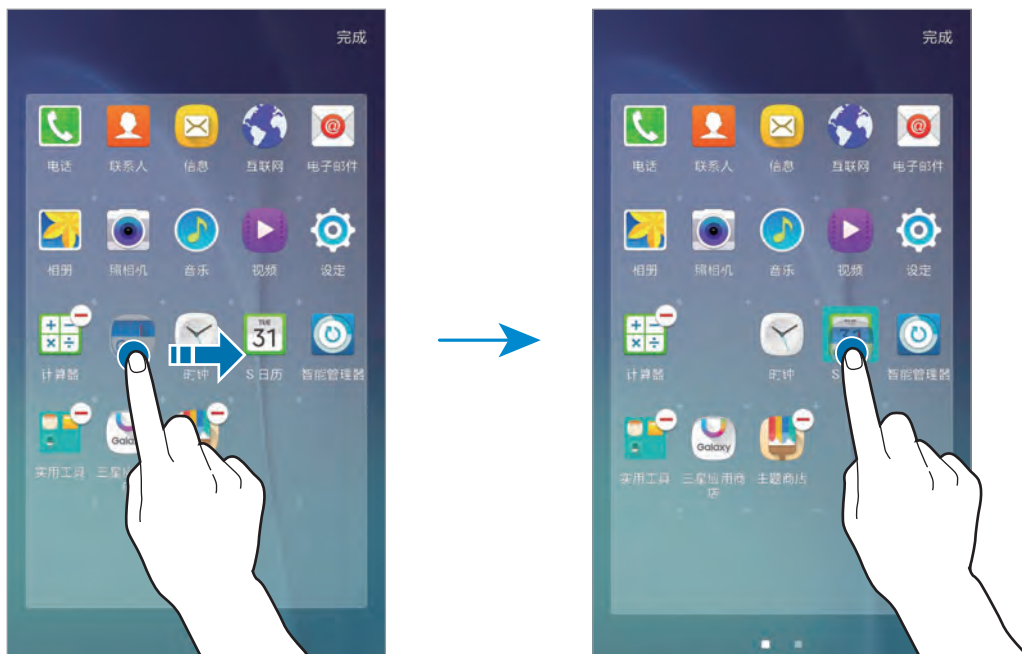 完成
电话 联系人 信息 互联网 电子邮件
相册 照相机 音乐 视频 设定
TUE
31
计算器 时钟 S 日历 智能管理器
Galaxy
实用工具
完成
电话 联系人 信息 互联网 电子邮件
相册 照相机 音乐 视频 设定
计算器 时钟 S 智能管理器
Galaxy
实用工具 三星应用商 主题商店
店